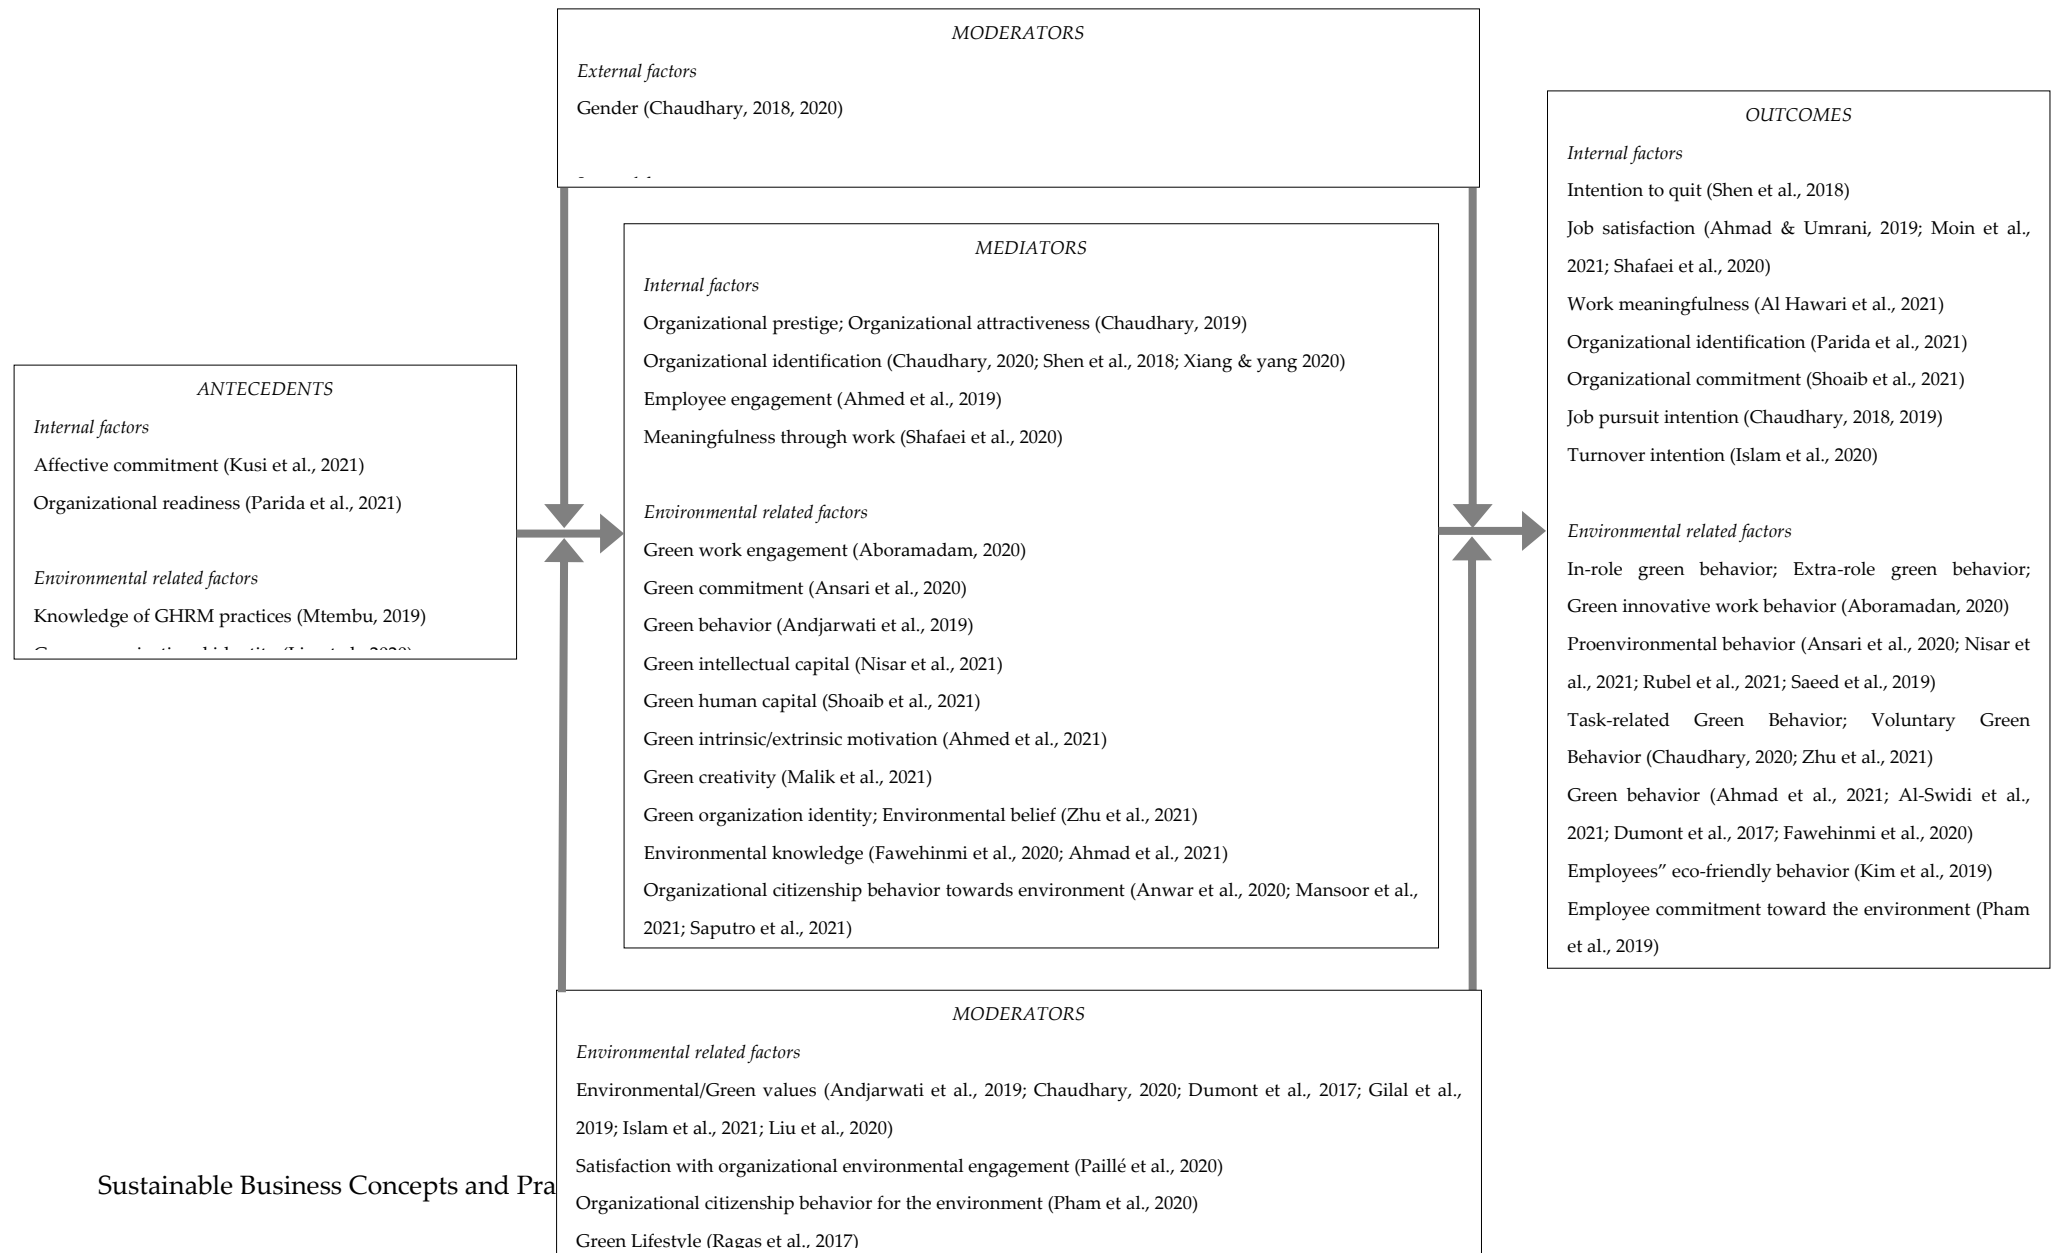 MODERATORS
External factors
Gender (Chaudhary, 2018, 2020)
ANTECEDENTS
Internal factors
Affective commitment (Kusi et al., 2021)
Organizational readiness (Parida et al., 2021)
Environmental related factors
Knowledge of GHRM practices (Mtembu, 2019)
MEDIATORS
Internal factors
Organizational prestige; Organizational attractiveness (Chaudhary, 2019)
Organizational identification (Chaudhary, 2020; Shen et al., 2018; Xiang & yang 2020)
Employee engagement (Ahmed et al., 2019)
Meaningfulness through work (Shafaei et al., 2020)
Environmental related factors
Green work engagement (Aboramadam, 2020)
Green commitment (Ansari et al., 2020)
Green behavior (Andjarwati et al., 2019)
Green intellectual capital (Nisar et al., 2021)
Green human capital (Shoaib et al., 2021)
Green intrinsic/extrinsic motivation (Ahmed et al., 2021)
Green creativity (Malik et al., 2021)
Green organization identity; Environmental belief (Zhu et al., 2021)
Environmental knowledge (Fawehinmi et al., 2020; Ahmad et al., 2021)
Organizational citizenship behavior towards environment (Anwar et al., 2020; Mansoor et al.,
2021; Saputro et al., 2021)
OUTCOMES
Internal factors
Intention to quit (Shen et al., 2018)
Job satisfaction (Ahmad & Umrani, 2019; Moin et al.,
2021; Shafaei et al., 2020)
Work meaningfulness (Al Hawari et al., 2021)
Organizational identification (Parida et al., 2021)
Organizational commitment (Shoaib et al., 2021)
Job pursuit intention (Chaudhary, 2018, 2019)
Turnover intention (Islam et al., 2020)
Environmental related factors
In-role green behavior; Extra-role green behavior;
Green innovative work behavior (Aboramadan, 2020)
Proenvironmental behavior (Ansari et al., 2020; Nisar et
al., 2021; Rubel et al., 2021; Saeed et al., 2019)
Task-related Green Behavior; Voluntary Green
Behavior (Chaudhary, 2020; Zhu et al., 2021)
Green behavior (Ahmad et al., 2021; Al-Swidi et al.,
2021; Dumont et al., 2017; Fawehinmi et al., 2020)
Employees” eco-friendly behavior (Kim et al., 2019)
Employee commitment toward the environment (Pham
et al., 2019)
MODERATORS
Environmental related factors
Environmental/Green values (Andjarwati et al., 2019; Chaudhary, 2020; Dumont et al., 2017; Gilal et al.,
2019; Islam et al., 2021; Liu et al., 2020)
Satisfaction with organizational environmental engagement (Paillé et al., 2020)
Organizational citizenship behavior for the environment (Pham et al., 2020)
Green Lifestyle (Ragas et al., 2017)
Sustainable Business Concepts and Pra